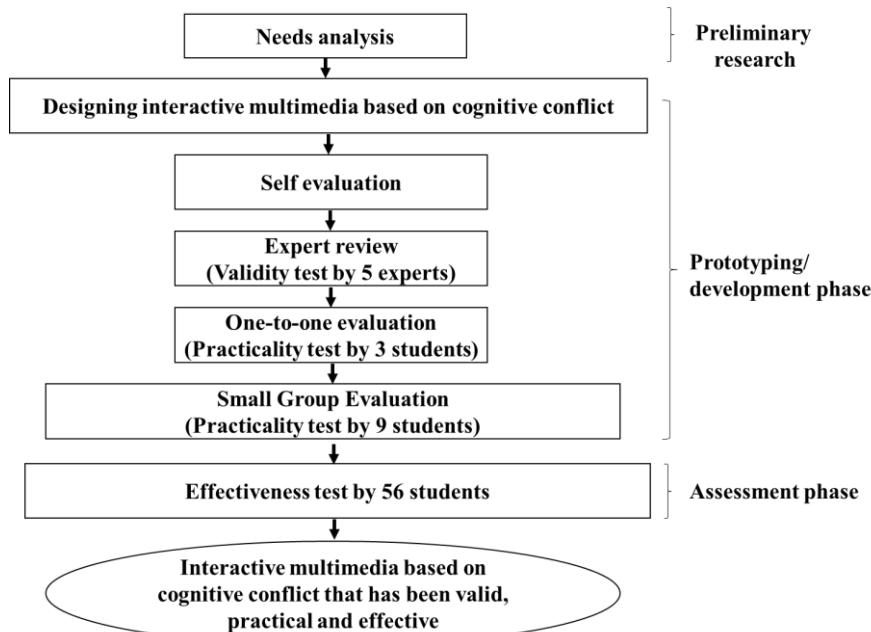 Needs analysis
Preliminary
research
Designing interactive multimedia based on cognitive conflict
Self evaluation
Expert review
(Validity test by 5 experts)
Prototyping/
development phase
One-to-one evaluation
(Practicality test by 3 students)
Small Group Evaluation
(Practicality test by 9 students)
Effectiveness test by 56 students
Assessment phase
Interactive multimedia based on
cognitive conflict that has been valid,
practical and effective